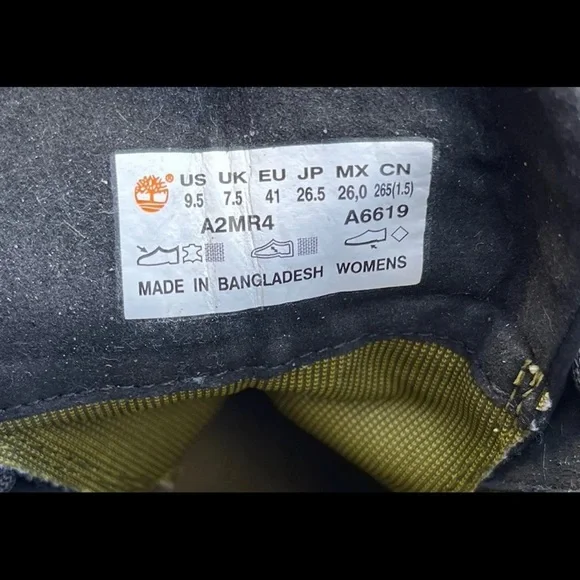 ® US UK EU JP MX CN
9.5 7.5 41 26.5 26,0 265(1.5)
A2MR4 A6619
MADE IN BANGLADESH WOMENS